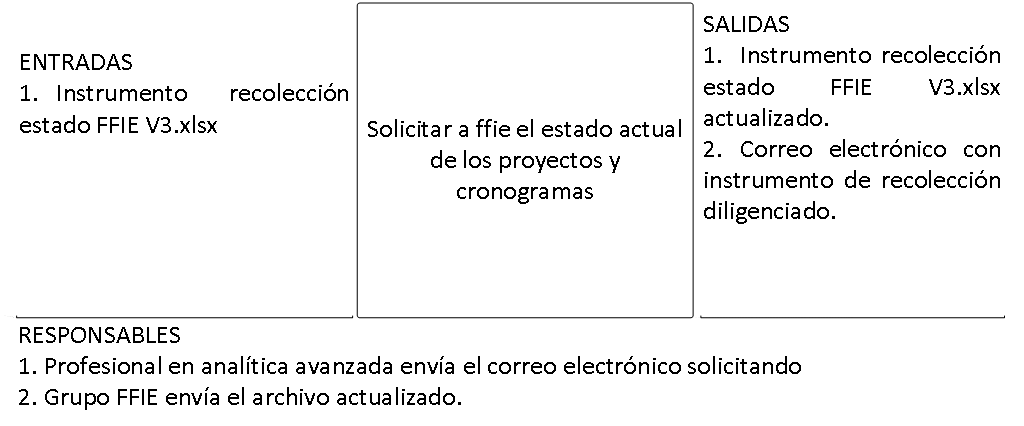 ENTRADAS
1. Instrumento recolección
estado FFIE V3.xlsx
Solicitar a ffie el estado actual
de los proyectos y
cronogramas
SALIDAS
1. Instrumento recolección
estado FFIE V3.xlsx
actualizado.
2. Correo electrónico con
instrumento de recolección
diligenciado.
RESPONSABLES
1. Profesional en analítica avanzada envía el correo electrónico solicitando
2. Grupo FFIE envía el archivo actualizado.